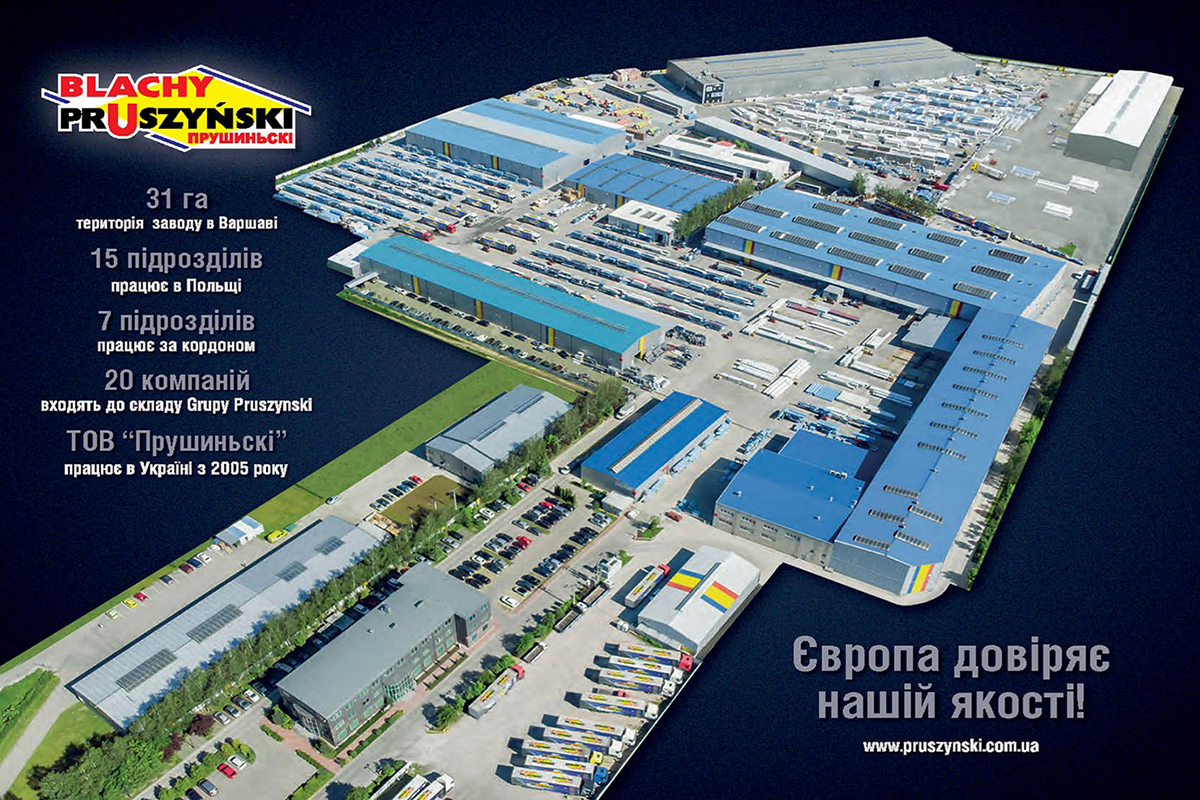 BLACHY
PRUSZYŃSKI
ПРУШИНЬСКІ
31 га
територія заводу в Варшаві
15 підрозділів
працює в Польщі
7 підрозділів
працює за кордоном
20 компаній
входять до складу Grupy Pruszynski
ТОВ “Прушиньскі”
працює в Україні з 2005 року
Європа довіряє
нашій якості!
www.pruszynski.com.ua